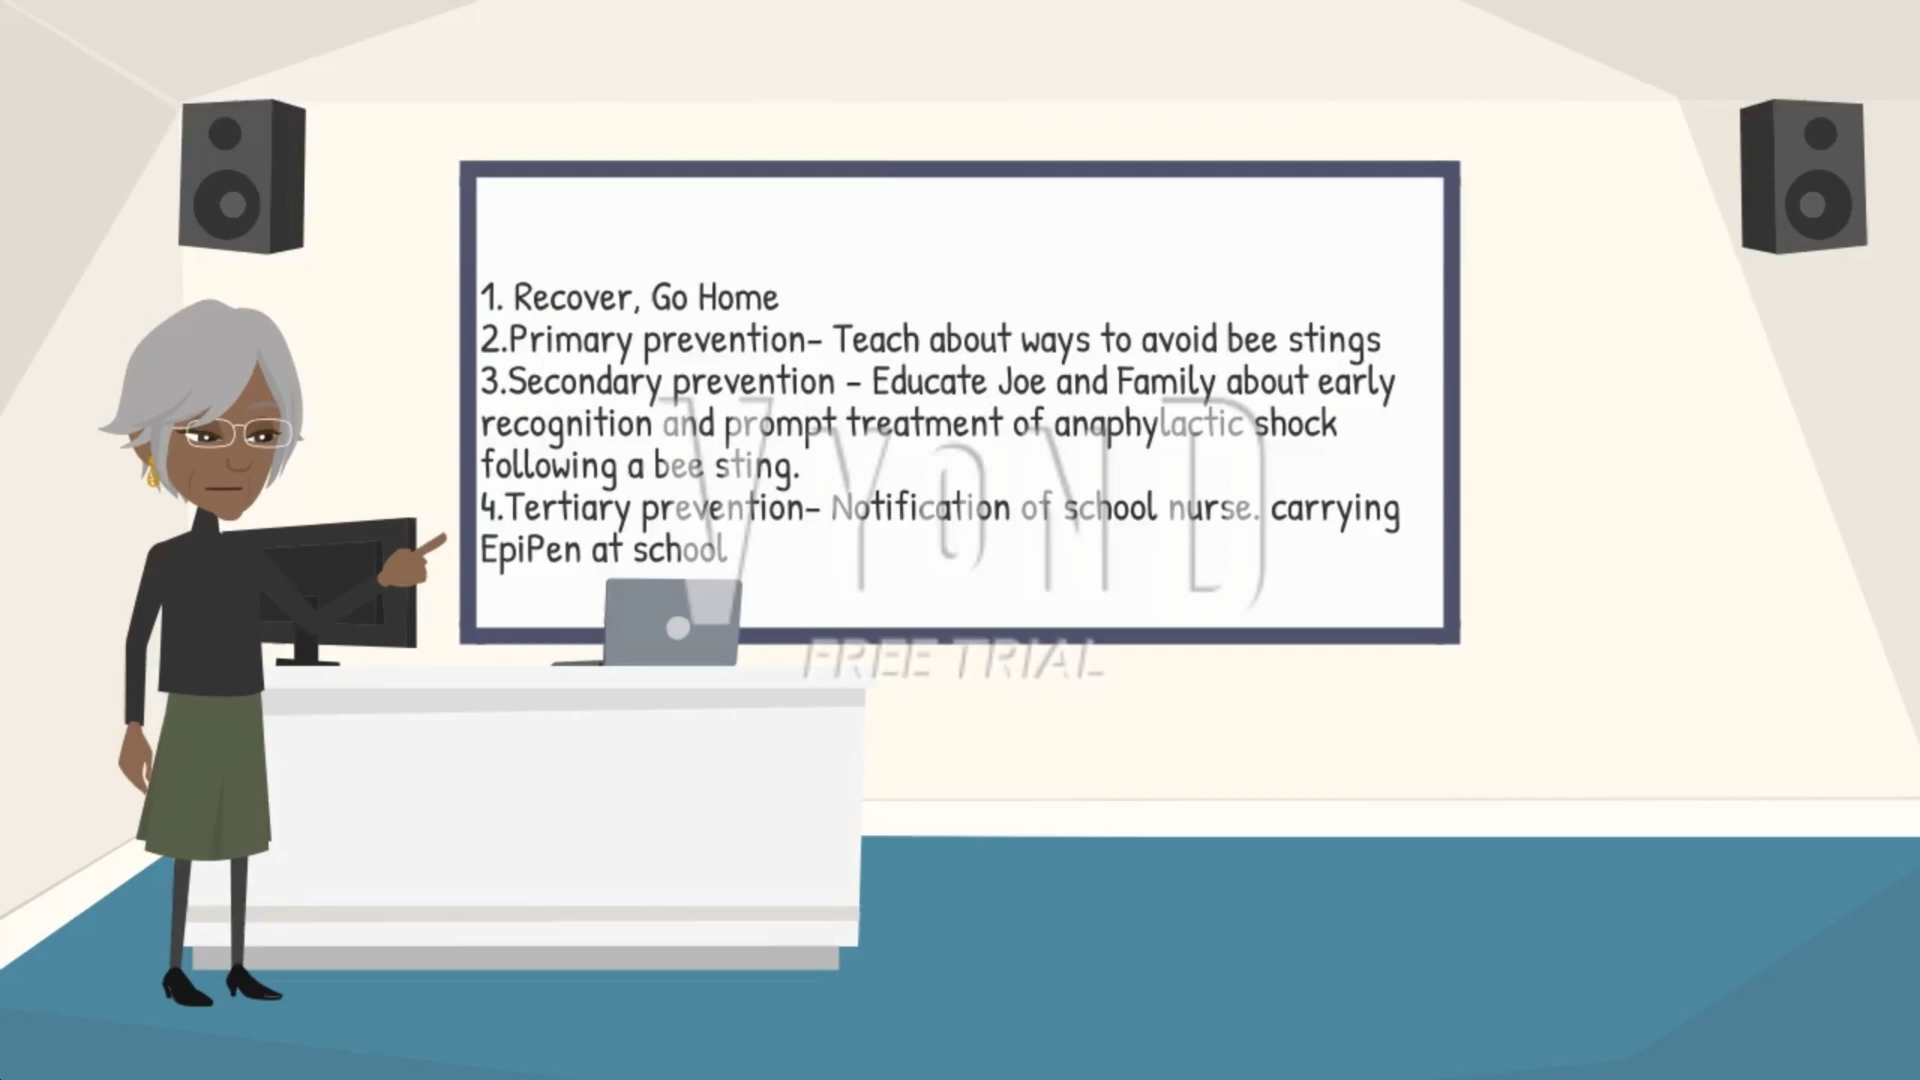 1. Recover, Go Home
2.Primary prevention- Teach about ways to avoid bee stings
3.Secondary prevention - Educate Joe and Family about early
recognition and prompt treatment of anaphylactic shock
following a bee sting.
4.Tertiary prevention- Notification of school nurse. carrying
EpiPen at school
VYOND
FREE TRIAL